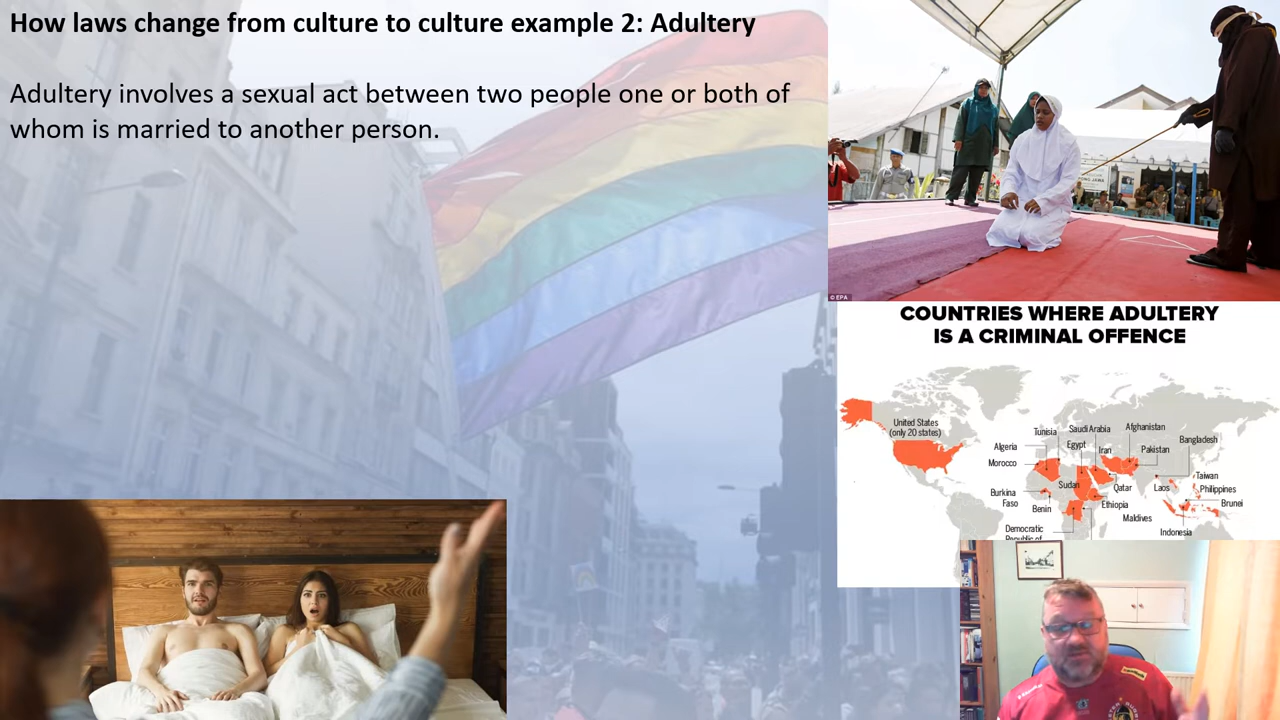 How laws change from culture to culture example 2: Adultery
Adultery involves a sexual act between two people one or both of
whom is married to another person.
© EPA
COUNTRIES WHERE ADULTERY
IS A CRIMINAL OFFENCE
United States
(only 20 states)
Tunisia
Saudi Arabia
Afghanistan
Algeria
Egypt
Iran
Pakistan
Bangladesh
Morocco
Sudan
Qatar
Laos
Taiwan
Philippines
Burkina
Faso
Benin
Ethiopia
Maldives
Brunei
Democratic
Republic of
Indonesia